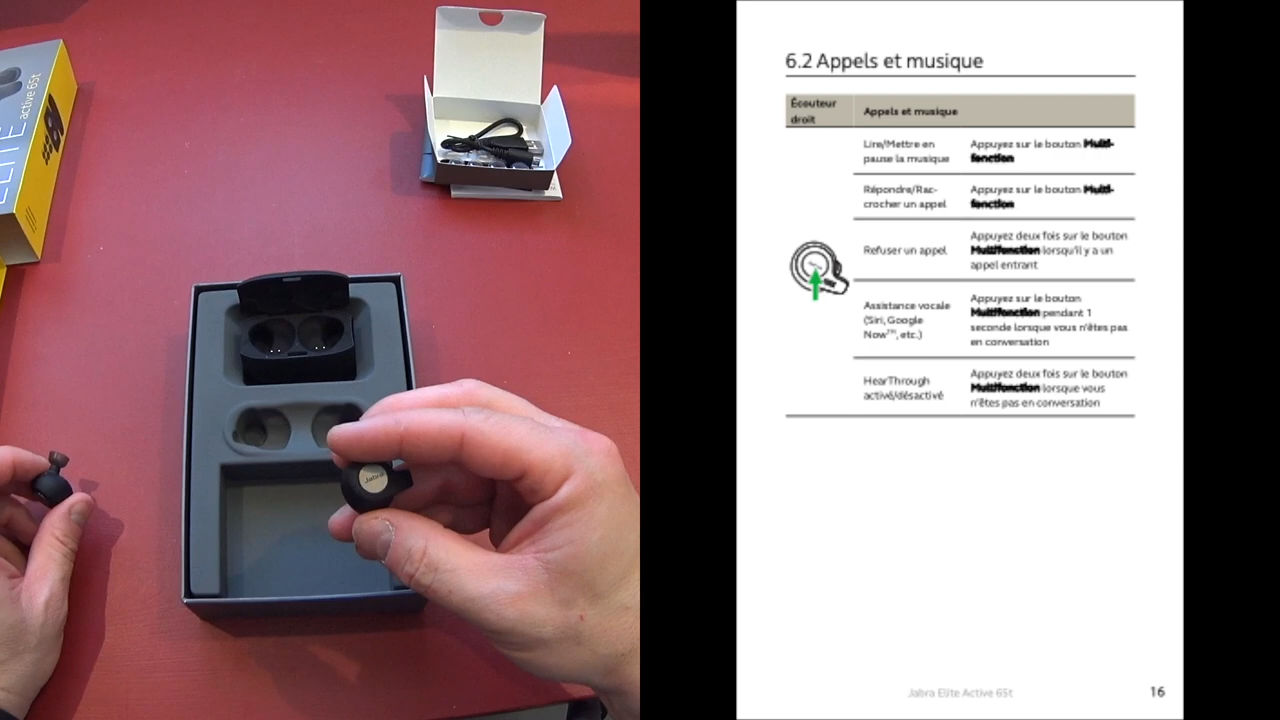 ELITE active 65t
Jabra
6.2 Appels et musique
Écouteur
droit
Appels et musique
Lire/Mettre en
pause la musique
Appuyez sur le bouton Multi-
fonction
Répondre/Rac-
crocher un appel
Appuyez sur le bouton Multi-
fonction
Refuser un appel
Appuyez deux fois sur le bouton
Multifonction lorsqu'il y a un
appel entrant
Assistance vocale
(Siri, Google
Now™, etc.)
Appuyez sur le bouton
Multifonction pendant 1
seconde lorsque vous n'êtes pas
en conversation
HearThrough
activé/désactivé
Appuyez deux fois sur le bouton
Multifonction lorsque vous
n'êtes pas en conversation
Jabra Elite Active 65t
16